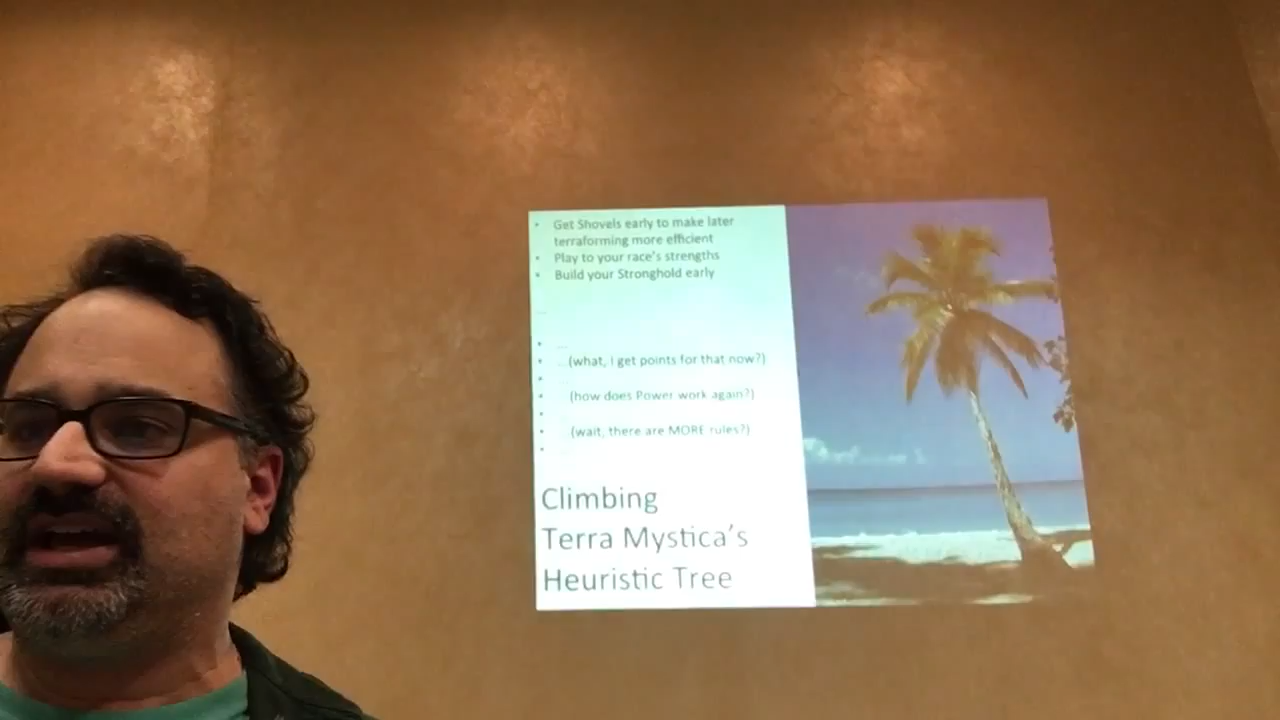 • Get Shovels early to make later
terraforming more efficient
• Play to your race's strengths
• Build your Stronghold early
...
• ...
• ...(what, I get points for that now?)
•
• (how does Power work again?)
•
• (wait, there are MORE rules?)
•
Climbing
Terra Mystica's
Heuristic Tree